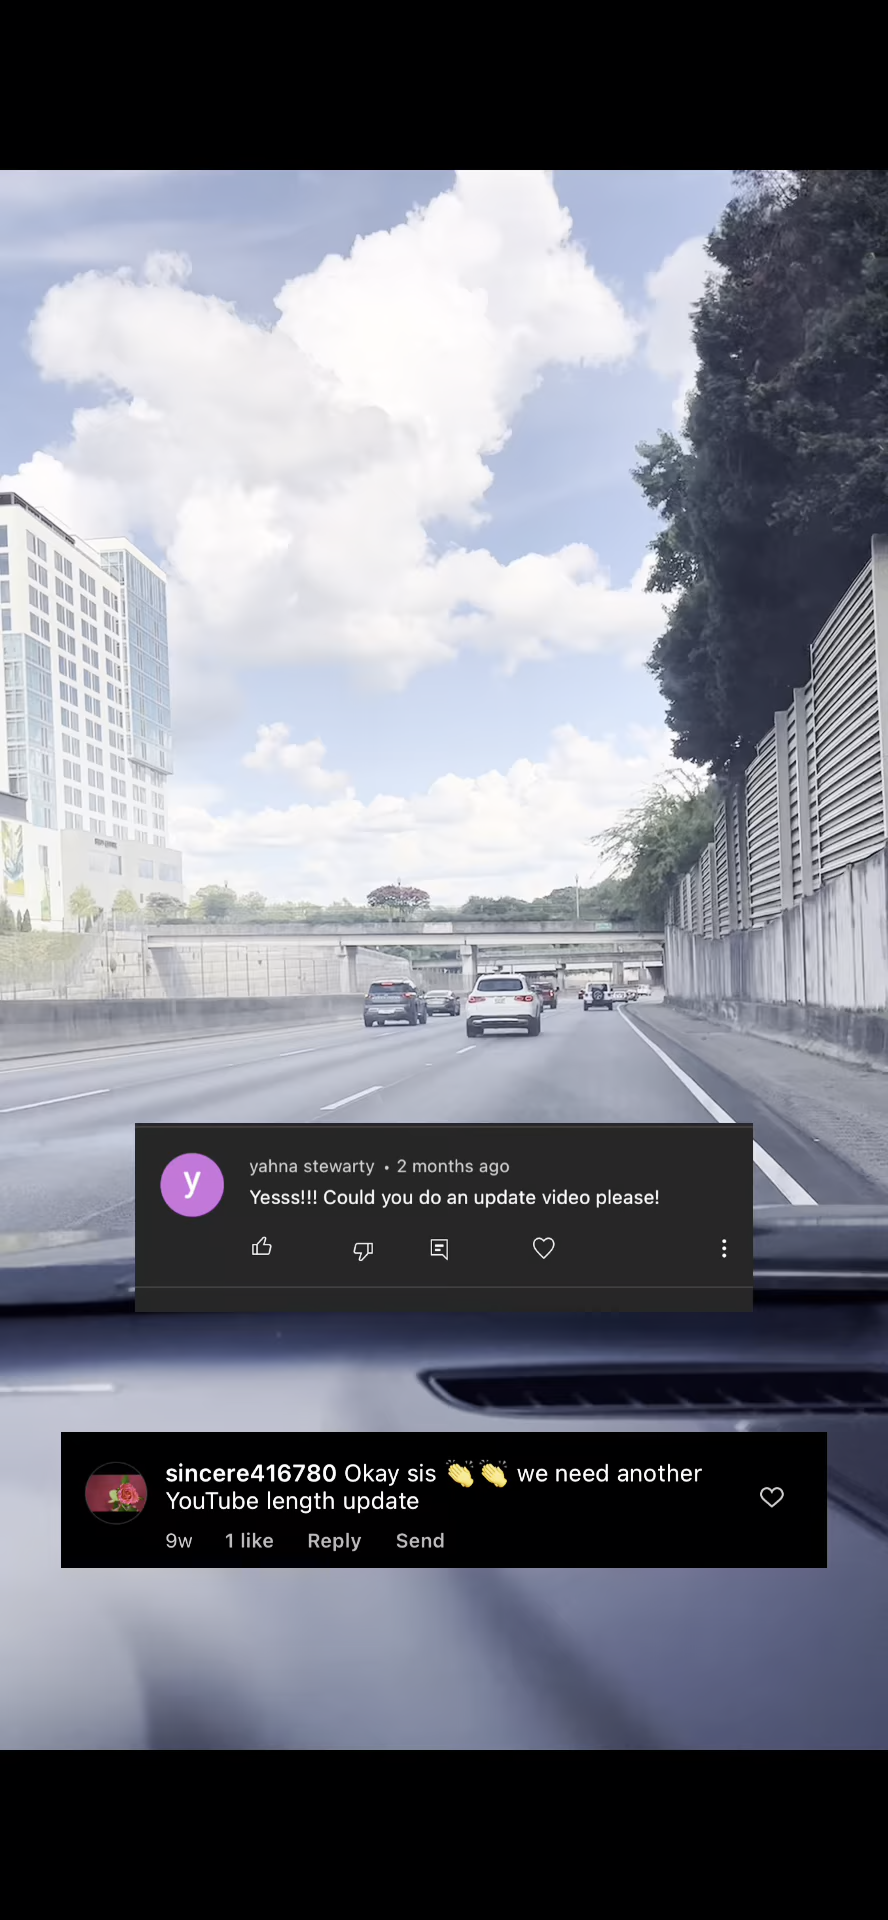 yahna stewarty • 2 months ago
Yesss!!! Could you do an update video please!
sincere416780 Okay sis 👏👏 we need another
YouTube length update
9w 1 like Reply Send